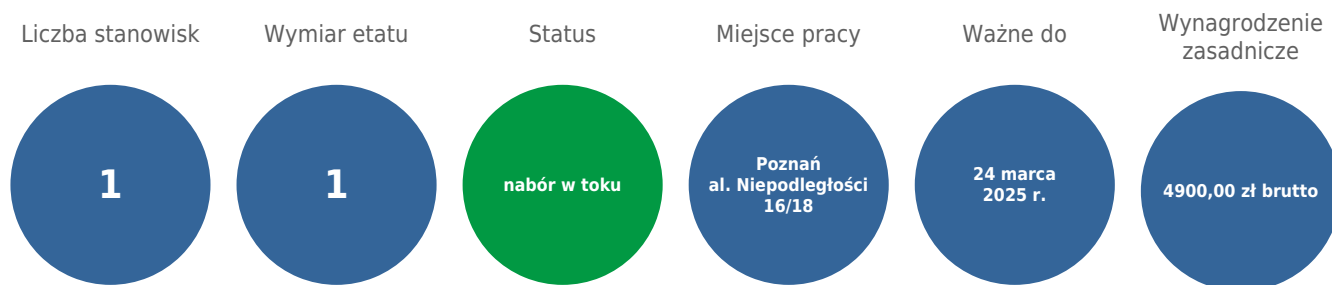 Liczba stanowisk
1
Wymiar etatu
1
Status
nabór w toku
Miejsce pracy
Poznań
al. Niepodległości
16/18
Ważne do
24 marca
2025 r.
Wynagrodzenie
zasadnicze
4900,00 zł brutto